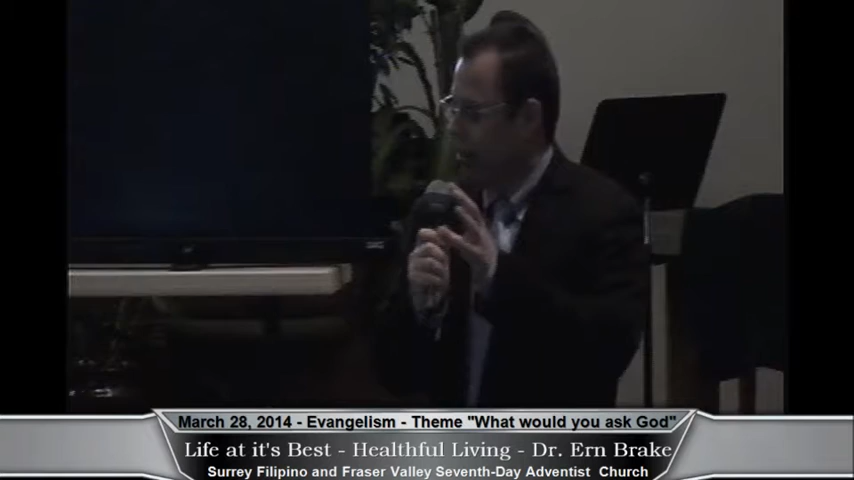 March 28, 2014 - Evangelism - Theme "What would you ask God"
Life at it's Best - Healthful Living - Dr. Ern Brake
Surrey Filipino and Fraser Valley Seventh-Day Adventist Church